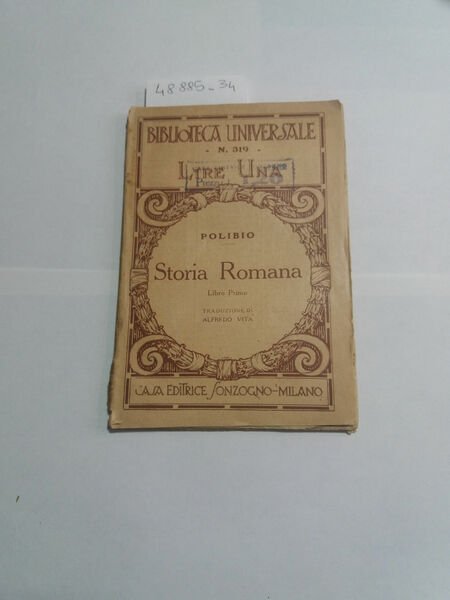 48885_34
BIBLIOTECA UNIVERSALE
- N. 319 -
LIRE UNA
POLIBIO
Storia Romana
Libro Primo
TRADUZIONE DI
ALFREDO VITA
CASA EDITRICE SONZOGNO-MILANO